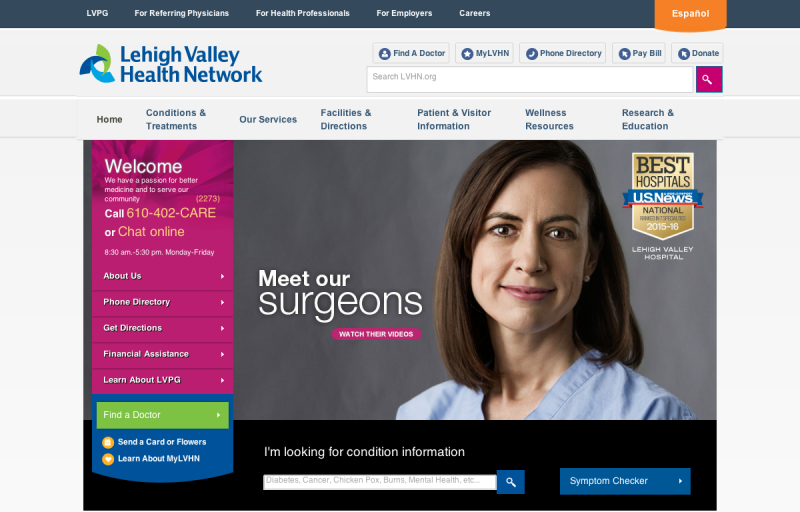 LVPG
For Referring Physicians
For Health Professionals
For Employers
Careers
Español
Lehigh Valley
Health Network
Find A Doctor
MyLVHN
Phone Directory
Pay Bill
Donate
Search LVHN.org
Home
Conditions &
Treatments
Our Services
Facilities &
Directions
Patient & Visitor
Information
Wellness
Resources
Research &
Education
Welcome
We have a passion for better
medicine and to serve our
community
(2273)
Call 610-402-CARE
or Chat online
8:30 am.-5:30 pm. Monday-Friday
About Us
Phone Directory
Get Directions
Financial Assistance
Learn About LVPG
Find a Doctor
Send a Card or Flowers
Learn About MyLVHN
Meet our
surgeons
WATCH THEIR VIDEOS
BEST
HOSPITALS
U.S.News
NATIONAL
2015-16
LEHIGH VALLEY
HOSPITAL
I'm looking for condition information
Diabetes, Cancer, Chicken Pox, Burns, Mental Health, etc...
Symptom Checker